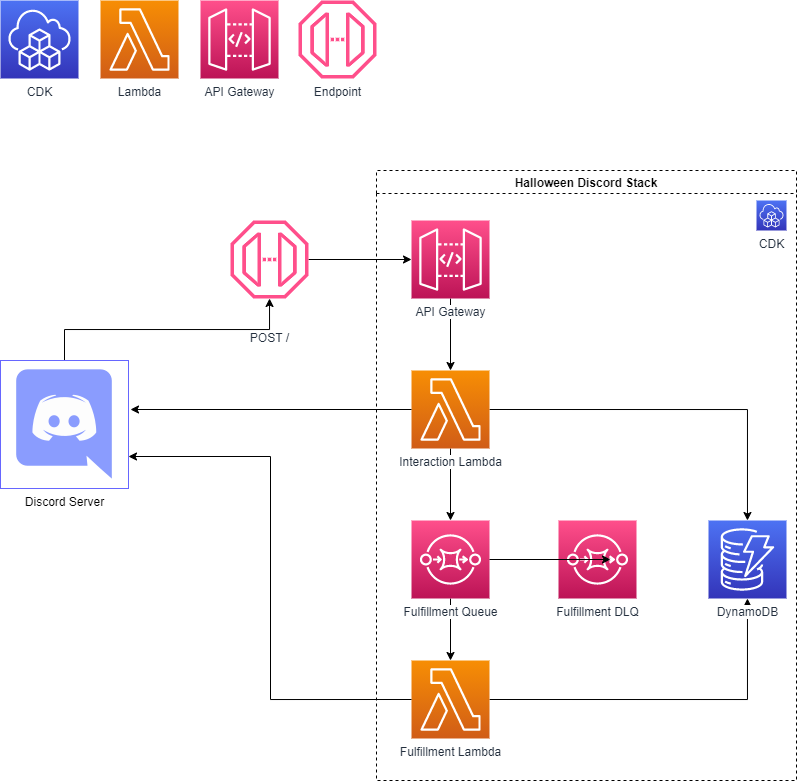 CDK
Lambda
API Gateway
Endpoint
Halloween Discord Stack
CDK
API Gateway
POST /
Interaction Lambda
Discord Server
Fulfillment Queue
Fulfillment DLQ
DynamoDB
Fulfillment Lambda